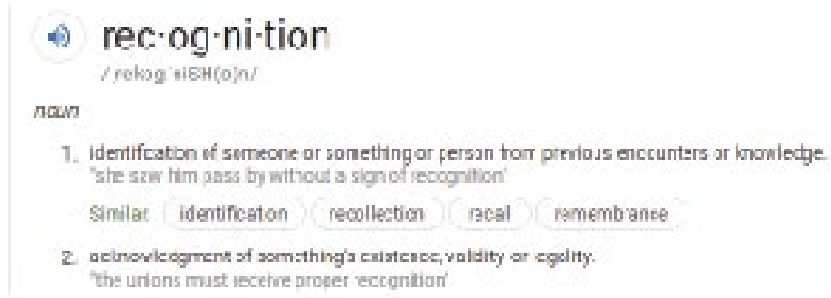 rec·og·ni·tion
noun
1. identification of someone or something or person from previous encounters or knowledge.
"she saw him pass by without a sign of recognition"
Similar: identification recollection recall remembrance
2. acknowledgment of something's existence, validity or legality.
"the unions must receive proper recognition"